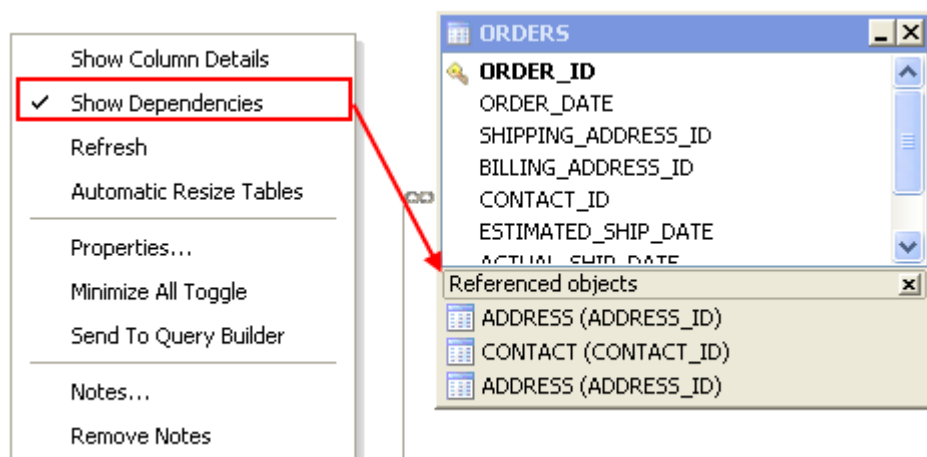 Show Column Details
Show Dependencies
Refresh
Automatic Resize Tables
Properties...
Minimize All Toggle
Send To Query Builder
Notes...
Remove Notes
ORDERS
ORDER_ID
ORDER_DATE
SHIPPING_ADDRESS_ID
BILLING_ADDRESS_ID
CONTACT_ID
ESTIMATED_SHIP_DATE
ACTUAL_SHIP_DATE
Referenced objects
ADDRESS (ADDRESS_ID)
CONTACT (CONTACT_ID)
ADDRESS (ADDRESS_ID)